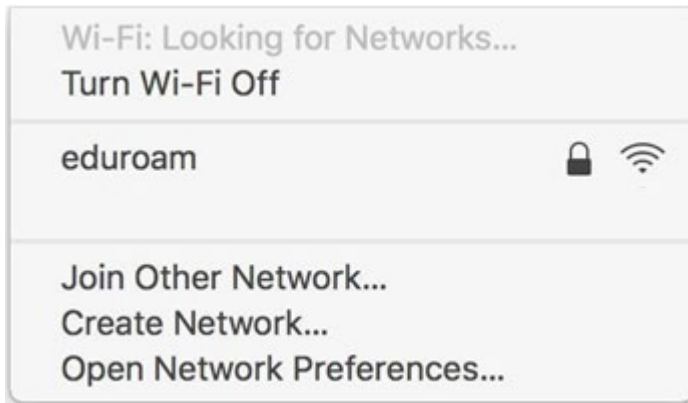 Wi-Fi: Looking for Networks...
Turn Wi-Fi Off
eduroam
Join Other Network...
Create Network...
Open Network Preferences...